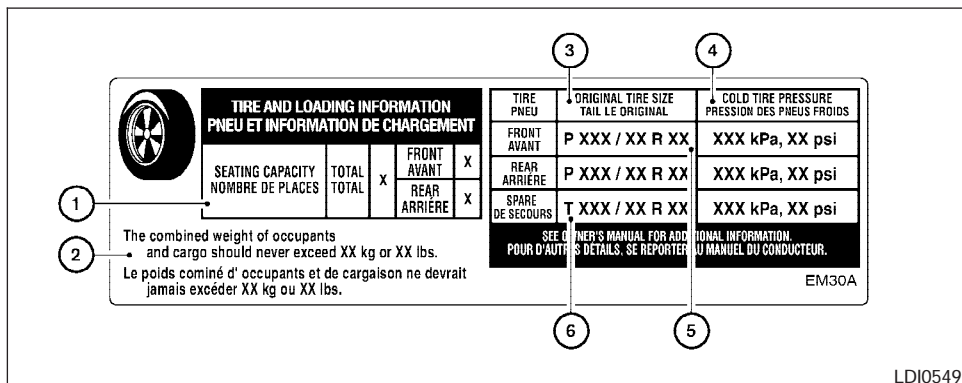 3
4
TIRE AND LOADING INFORMATION
PNEU ET INFORMATION DE CHARGEMENT
SEATING CAPACITY
NOMBRE DE PLACES
TOTAL
TOTAL
X
FRONT
AVANT
X
REAR
ARRIÈRE
X
TIRE
PNEU
ORIGINAL TIRE SIZE
TAIL LE ORIGINAL
COLD TIRE PRESSURE
PRESSION DES PNEUS FROIDS
FRONT
AVANT
P XXX / XX R XX
XXX kPa, XX psi
REAR
ARRIÈRE
P XXX / XX R XX
XXX kPa, XX psi
SPARE
DE SECOURS
T XXX / XX R XX
XXX kPa, XX psi
SEE OWNER'S MANUAL FOR ADDITIONAL INFORMATION.
POUR D'AUTRES DÉTAILS, SE REPORTER AU MANUEL DU CONDUCTEUR.
1
2
The combined weight of occupants
and cargo should never exceed XX kg or XX lbs.
Le poids cominé d' occupants et de cargaison ne devrait
jamais excéder XX kg ou XX lbs.
EM30A
6
5
LDI0549